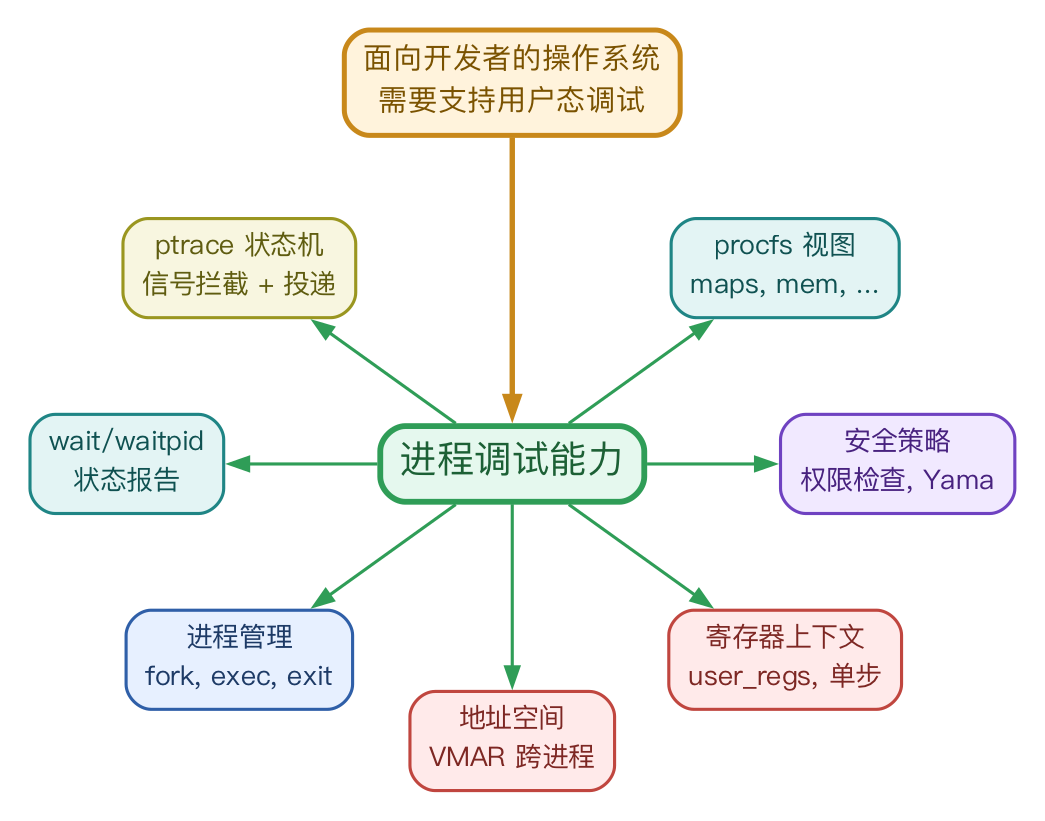 面向开发者的操作系统
需要支持用户态调试
ptrace 状态机
信号拦截 + 投递
procfs 视图
maps, mem, ...
wait/waitpid
状态报告
进程调试能力
安全策略
权限检查, Yama
进程管理
fork, exec, exit
寄存器上下文
user_regs, 单步
地址空间
VMAR 跨进程